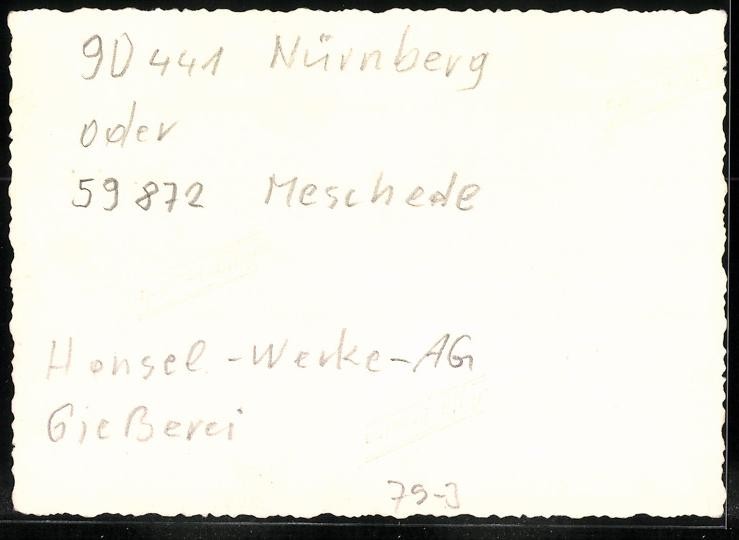 90441 Nürnberg
oder
59872 Meschede
Honsel-Werke-AG
Gießerei
79-3